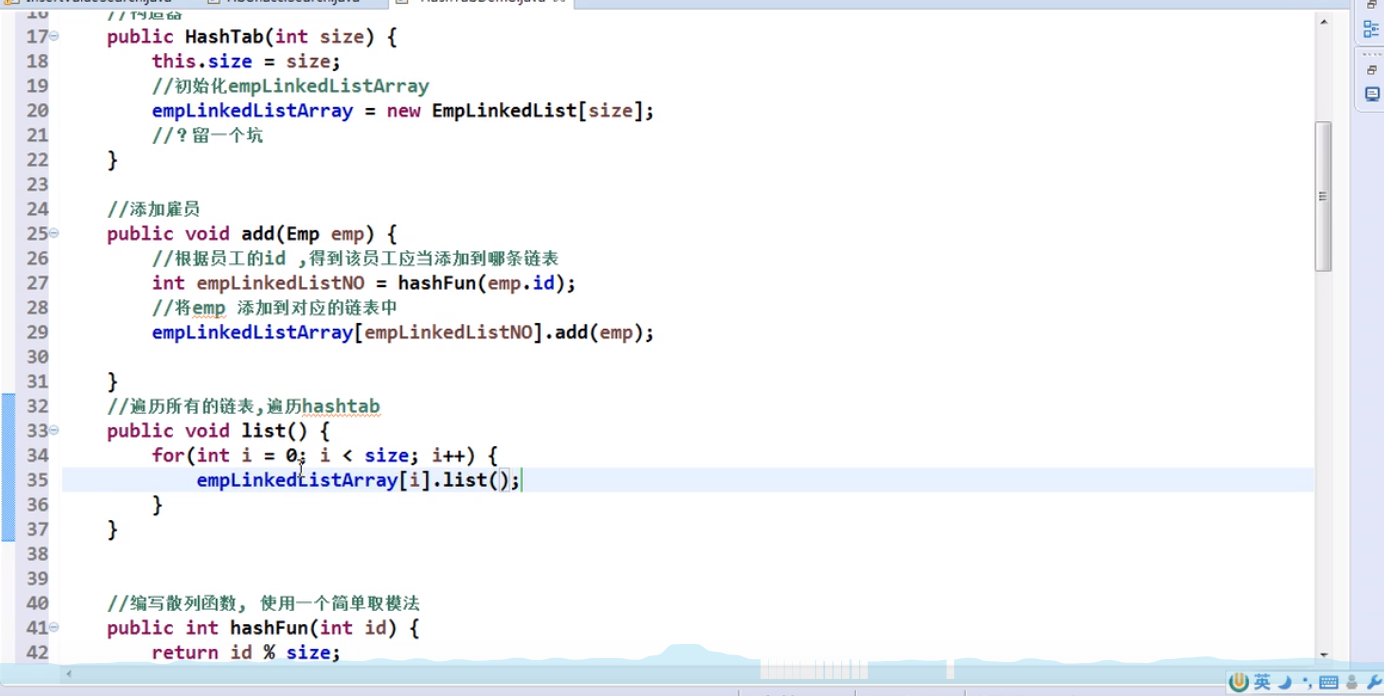 //构造器
17 public HashTab(int size) {
18 this.size = size;
19 //初始化empLinkedListArray
20 empLinkedListArray = new EmpLinkedList[size];
21 //？留一个坑
22 }
23
24 //添加雇员
25 public void add(Emp emp) {
26 //根据员工的id ,得到该员工应当添加到哪条链表
27 int empLinkedListNO = hashFun(emp.id);
28 //将emp 添加到对应的链表中
29 empLinkedListArray[empLinkedListNO].add(emp);
30
31 }
32 //遍历所有的链表,遍历hashtab
33 public void list() {
34 for(int i = 0; i < size; i++) {
35 empLinkedListArray[i].list();
36 }
37 }
38
39
40 //编写散列函数, 使用一个简单取模法
41 public int hashFun(int id) {
42 return id % size;
英